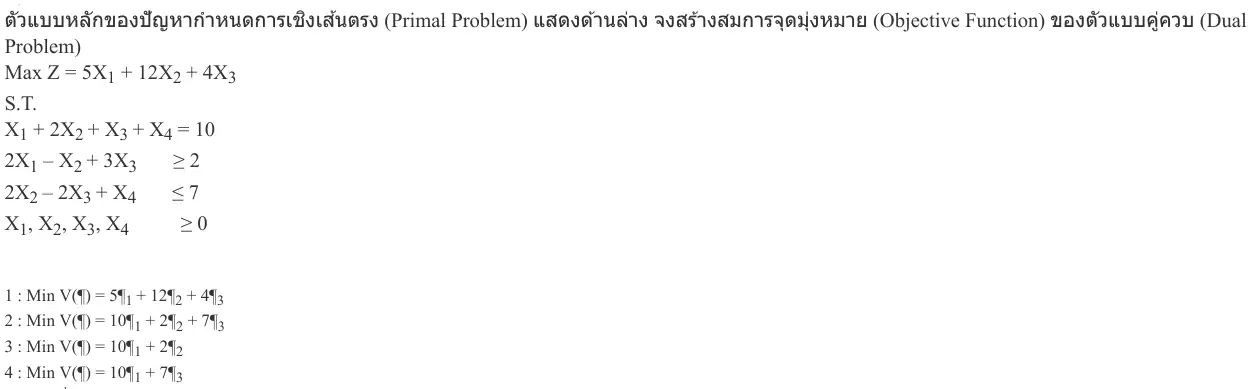 ตัวแบบหลักของปัญหากำหนดการเชิงเส้นตรง (Primal Problem) แสดงด้านล่าง จงสร้างสมการจุดมุ่งหมาย (Objective Function) ของตัวแบบคู่ควบ (Dual
Problem)
Max Z = 5X₁ + 12X₂ + 4X₃
S.T.
X₁ + 2X₂ + X₃ + X₄ = 10
2X₁ – X₂ + 3X₃ ≥ 2
2X₂ – 2X₃ + X₄ ≤ 7
X₁, X₂, X₃, X₄ ≥ 0
1 : Min V(¶) = 5¶₁ + 12¶₂ + 4¶₃
2 : Min V(¶) = 10¶₁ + 2¶₂ + 7¶₃
3 : Min V(¶) = 10¶₁ + 2¶₂
4 : Min V(¶) = 10¶₁ + 7¶₃